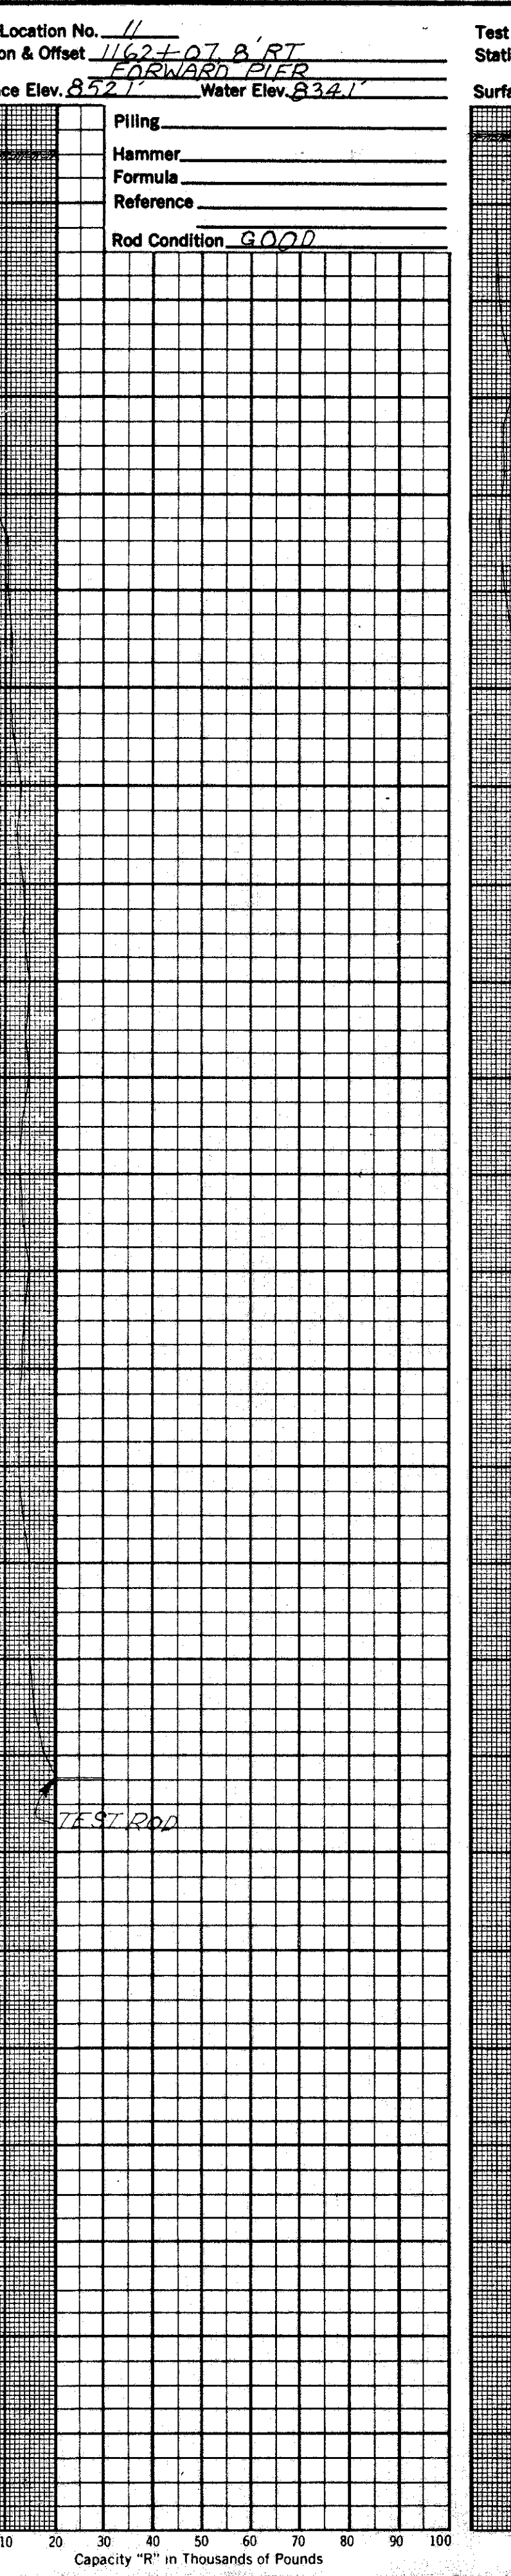 Location No. 11
Test
on & Offset 1162+07, 8' RT
Stati
FORWARD PIER
ce Elev. 852.1' Water Elev. 834.1'
Surfa
Piling
Hammer
Formula
Reference
Rod Condition GOOD
TEST ROD
10 20 30 40 50 60 70 80 90 100
Capacity "R" in Thousands of Pounds